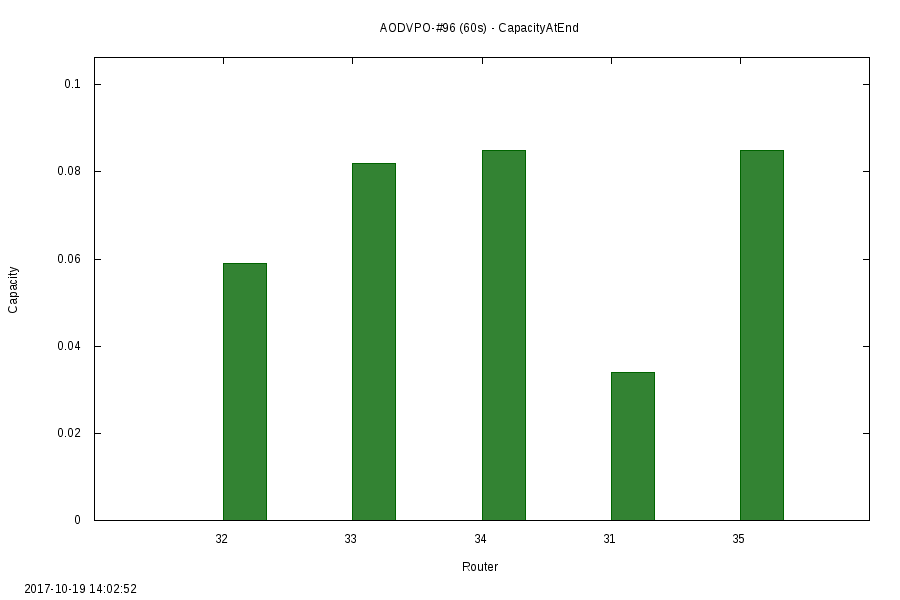 AODVPO-#96 (60s) - CapacityAtEnd
0.1
0.08
0.06
0.04
0.02
0
Capacity
32 33 34 31 35
Router
2017-10-19 14:02:52